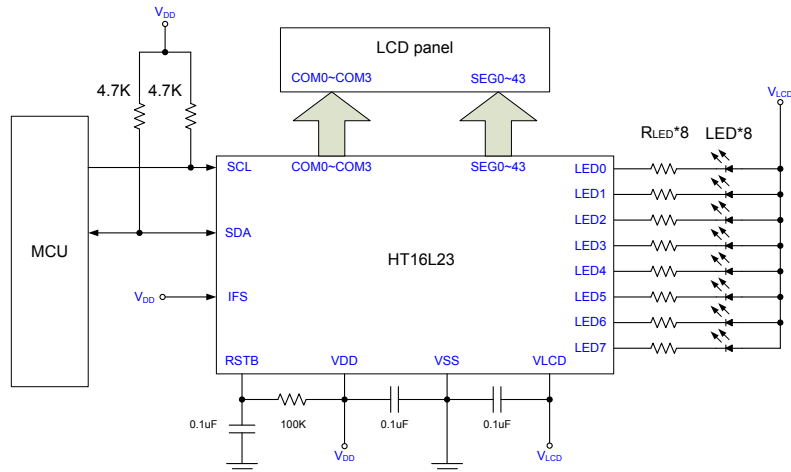 VDD
LCD panel
COM0~COM3 SEG0~43
4.7K 4.7K
VLCD
RLED*8 LED*8
MCU
SCL
COM0~COM3 SEG0~43
LED0
LED1
SDA
LED2
HT16L23
LED3
LED4
VDD
IFS
LED5
LED6
LED7
RSTB VDD VSS VLCD
0.1uF 100K 0.1uF 0.1uF
VDD VLCD